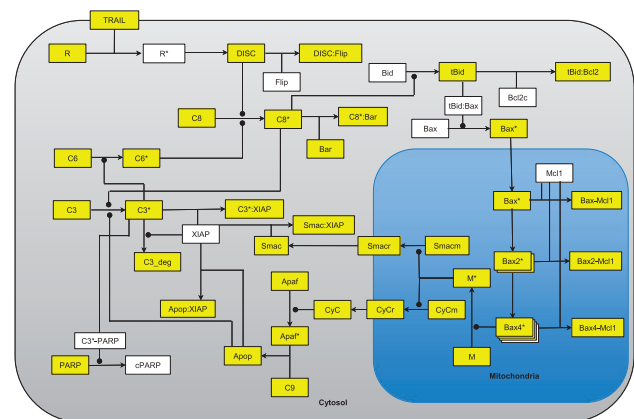 TRAIL
R
R*
DISC
DISC:Flip
Flip
Bid
tBid
tBid:Bcl2
Bcl2c
tBid:Bax
Bax
Bax*
C8
C8*
C8*:Bar
Bar
C6
C6*
Mcl1
C3
C3*
C3*:XIAP
XIAP
Smac:XIAP
Bax*
Bax-Mcl1
C3_deg
Smac
Smacr
Smacm
Bax2*
Bax2-Mcl1
Apaf
M*
Apop:XIAP
CyC
CyCr
CyCm
Bax4*
Bax4-Mcl1
C3*-PARP
Apaf*
PARP
cPARP
Apop
M
C9
Mitochondria
Cytosol